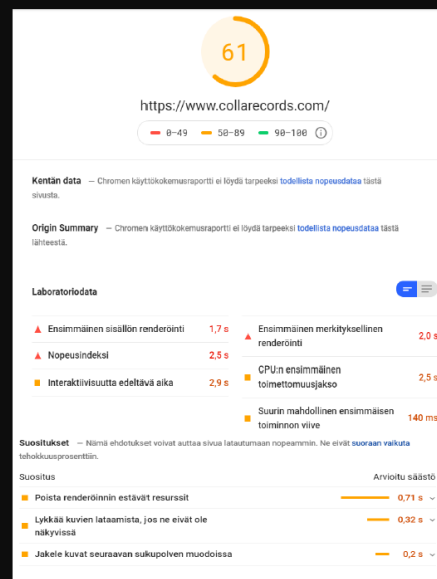 61
https://www.collarecords.com/
0-49 50-89 90-100
Kentän data — Chromen käyttökokemusraportti ei löydä tarpeeksi todellista nopeusdataa tästä
sivusta.
Origin Summary — Chromen käyttökokemusraportti ei löydä tarpeeksi todellista nopeusdataa tästä
lähteestä.
Laboratoriodata
Ensimmäinen sisällön renderöinti 1,7 s
Nopeusindeksi 2,5 s
Interaktiivisuutta edeltävä aika 2,9 s
Ensimmäinen merkityksellinen
renderöinti 2,0 s
CPU:n ensimmäinen
toimettomuusjakso 2,5 s
Suurin mahdollinen ensimmäisen
toiminnon viive 140 ms
Suositukset — Nämä ehdotukset voivat auttaa sivua latautumaan nopeammin. Ne eivät suoraan vaikuta
tehokkuusprosenttiin.
Suositus Arvioitu säästö
Poista renderöinnin estävät resurssit 0,71 s
Lykkää kuvien lataamista, jos ne eivät ole
näkyvissä 0,32 s
Jakele kuvat seuraavan sukupolven muodoissa 0,2 s